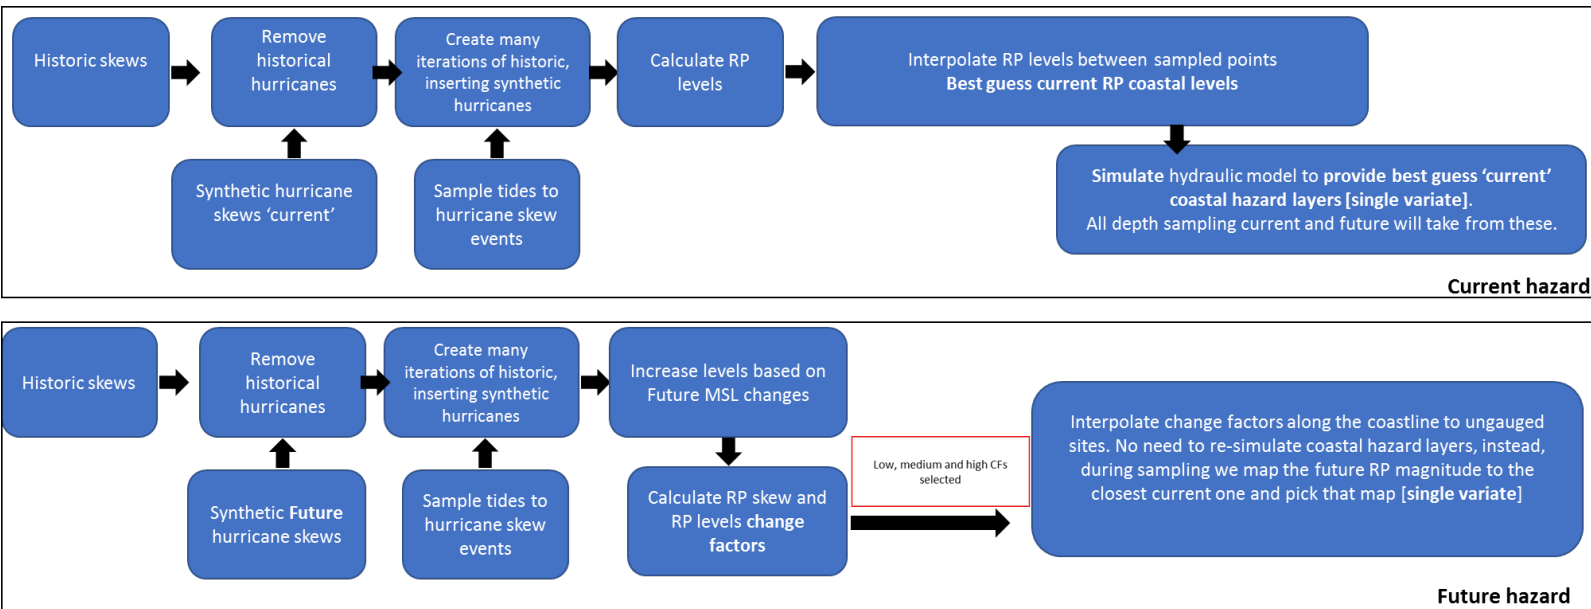 Historic skews
Remove
historical
hurricanes
Create many
iterations of historic,
inserting synthetic
hurricanes
Calculate RP
levels
Interpolate RP levels between sampled points
Best guess current RP coastal levels
Synthetic hurricane
skews ‘current’
Sample tides to
hurricane skew
events
Simulate hydraulic model to provide best guess ‘current’
coastal hazard layers [single variate].
All depth sampling current and future will take from these.
Current hazard
Historic skews
Remove
historical
hurricanes
Create many
iterations of historic,
inserting synthetic
hurricanes
Increase levels based on
Future MSL changes
Synthetic Future
hurricane skews
Sample tides to
hurricane skew
events
Calculate RP skew and
RP levels change
factors
Low, medium and high CFs
selected
Interpolate change factors along the coastline to ungauged
sites. No need to re-simulate coastal hazard layers, instead,
during sampling we map the future RP magnitude to the
closest current one and pick that map [single variate]
Future hazard